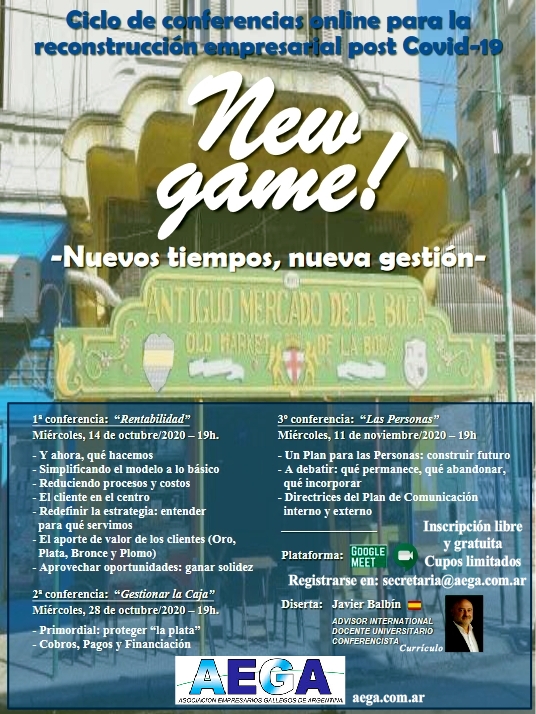 Ciclo de conferencias online para la
reconstrucción empresarial post Covid-19
New
game!
-Nuevos tiempos, nueva gestión-
ANTIGUO MERCADO DE LA BOCA
OLD MARKET OF LA BOCA
1ª conferencia: “Rentabilidad”
Miércoles, 14 de octubre/2020 – 19h.
- Y ahora, qué hacemos
- Simplificando el modelo a lo básico
- Reduciendo procesos y costos
- El cliente en el centro
- Redefinir la estrategia: entender
para qué servimos
- El aporte de valor de los clientes (Oro,
Plata, Bronce y Plomo)
- Aprovechar oportunidades: ganar solidez
2ª conferencia: “Gestionar la Caja”
Miércoles, 28 de octubre/2020 – 19h.
- Primordial: proteger “la plata”
- Cobros, Pagos y Financiación
3º conferencia: “Las Personas”
Miércoles, 11 de noviembre/2020 – 19h
- Un Plan para las Personas: construir futuro
- A debatir: qué permanece, qué abandonar,
qué incorporar
- Directrices del Plan de Comunicación
interno y externo
Inscripción libre
y gratuita
Cupos limitados
Plataforma: GOOGLE
MEET
Registrarse en: secretaria@aega.com.ar
Diserta: Javier Balbín
ADVISOR INTERNATIONAL
DOCENTE UNIVERSITARIO
CONFERENCISTA
Currículo
AEGA
ASOCIACION EMPRESARIOS GALLEGOS DE ARGENTINA
aega.com.ar